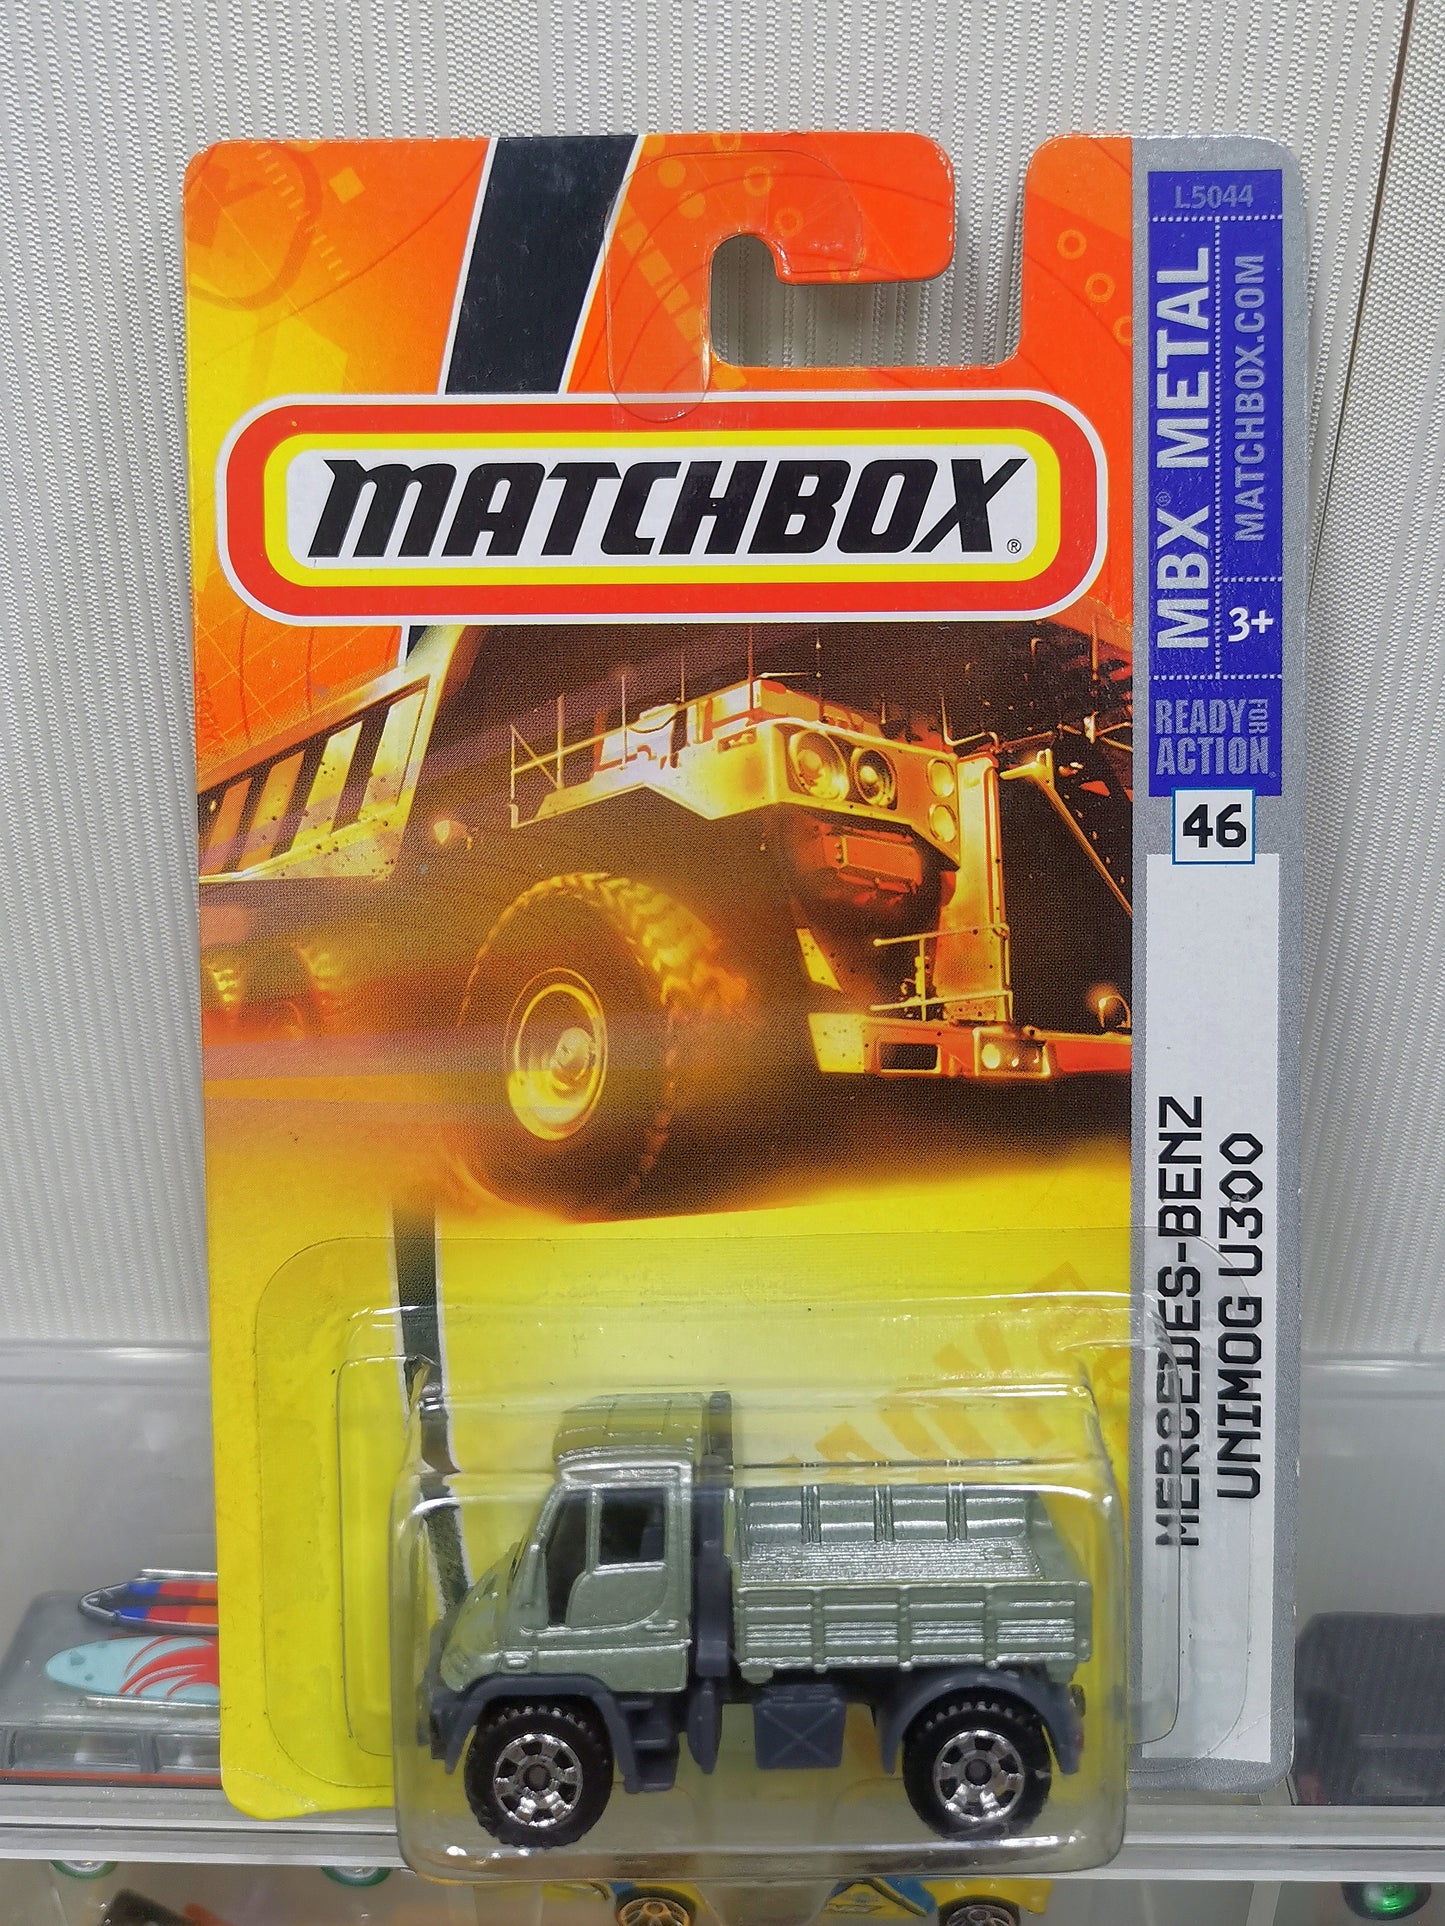 MATCHBOX®
L5044
MBX® METAL
MATCHBOX.COM
3+
READY FOR
ACTION
46
MERCEDES-BENZ
UNIMOG U300